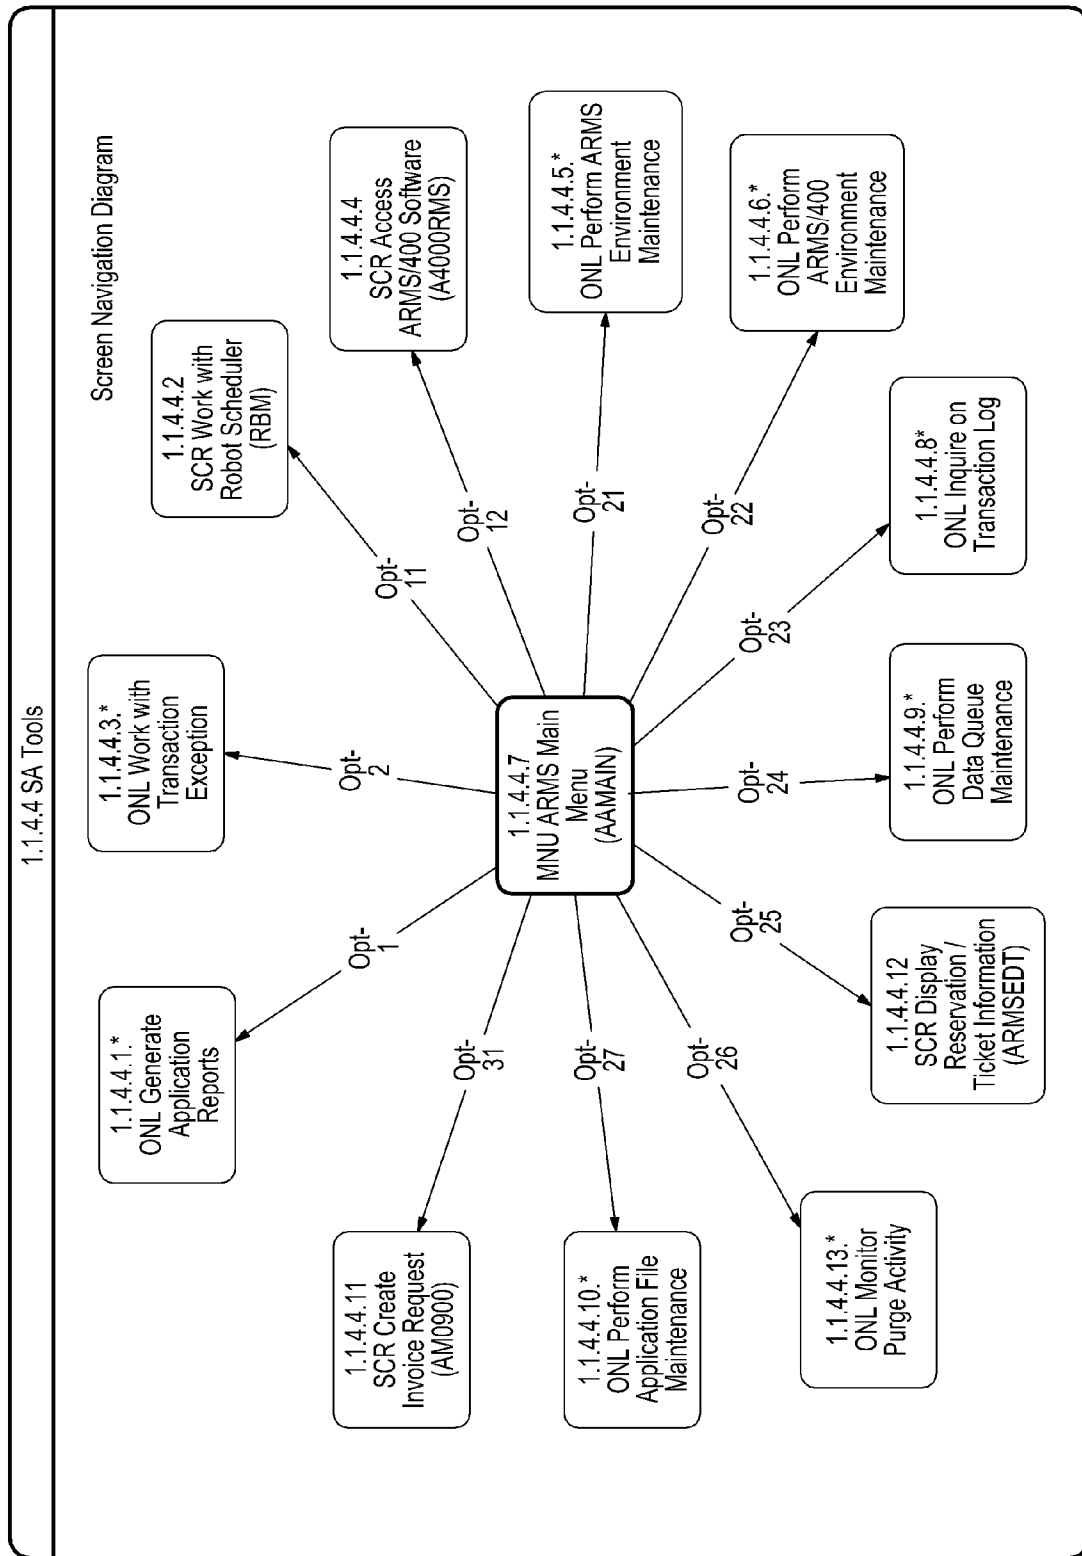 1.1.4.4 SA Tools
Screen Navigation Diagram
1.1.4.4.1.*
ONL Generate
Application
Reports
1.1.4.4.3.*
ONL Work with
Transaction
Exception
1.1.4.4.2
SCR Work with
Robot Scheduler
(RBM)
1.1.4.4.4
SCR Access
ARMS/400 Software
(A4000RMS)
1.1.4.4.5.*
ONL Perform ARMS
Environment
Maintenance
1.1.4.4.6.*
ONL Perform
ARMS/400
Environment
Maintenance
1.1.4.4.8*
ONL Inquire on
Transaction Log
1.1.4.4.9.*
ONL Perform
Data Queue
Maintenance
1.1.4.4.12
SCR Display
Reservation /
Ticket Information
(ARMSEDT)
1.1.4.4.13.*
ONL Monitor
Purge Activity
1.1.4.4.10.*
ONL Perform
Application File
Maintenance
1.1.4.4.11
SCR Create
Invoice Request
(AM0900)
1.1.4.4.7
MNU ARMS Main
Menu
(AAMAIN)
Opt-
1
Opt-
2
Opt-
11
Opt-
12
Opt-
21
Opt-
22
Opt-
23
Opt-
24
Opt-
25
Opt-
26
Opt-
27
Opt-
31